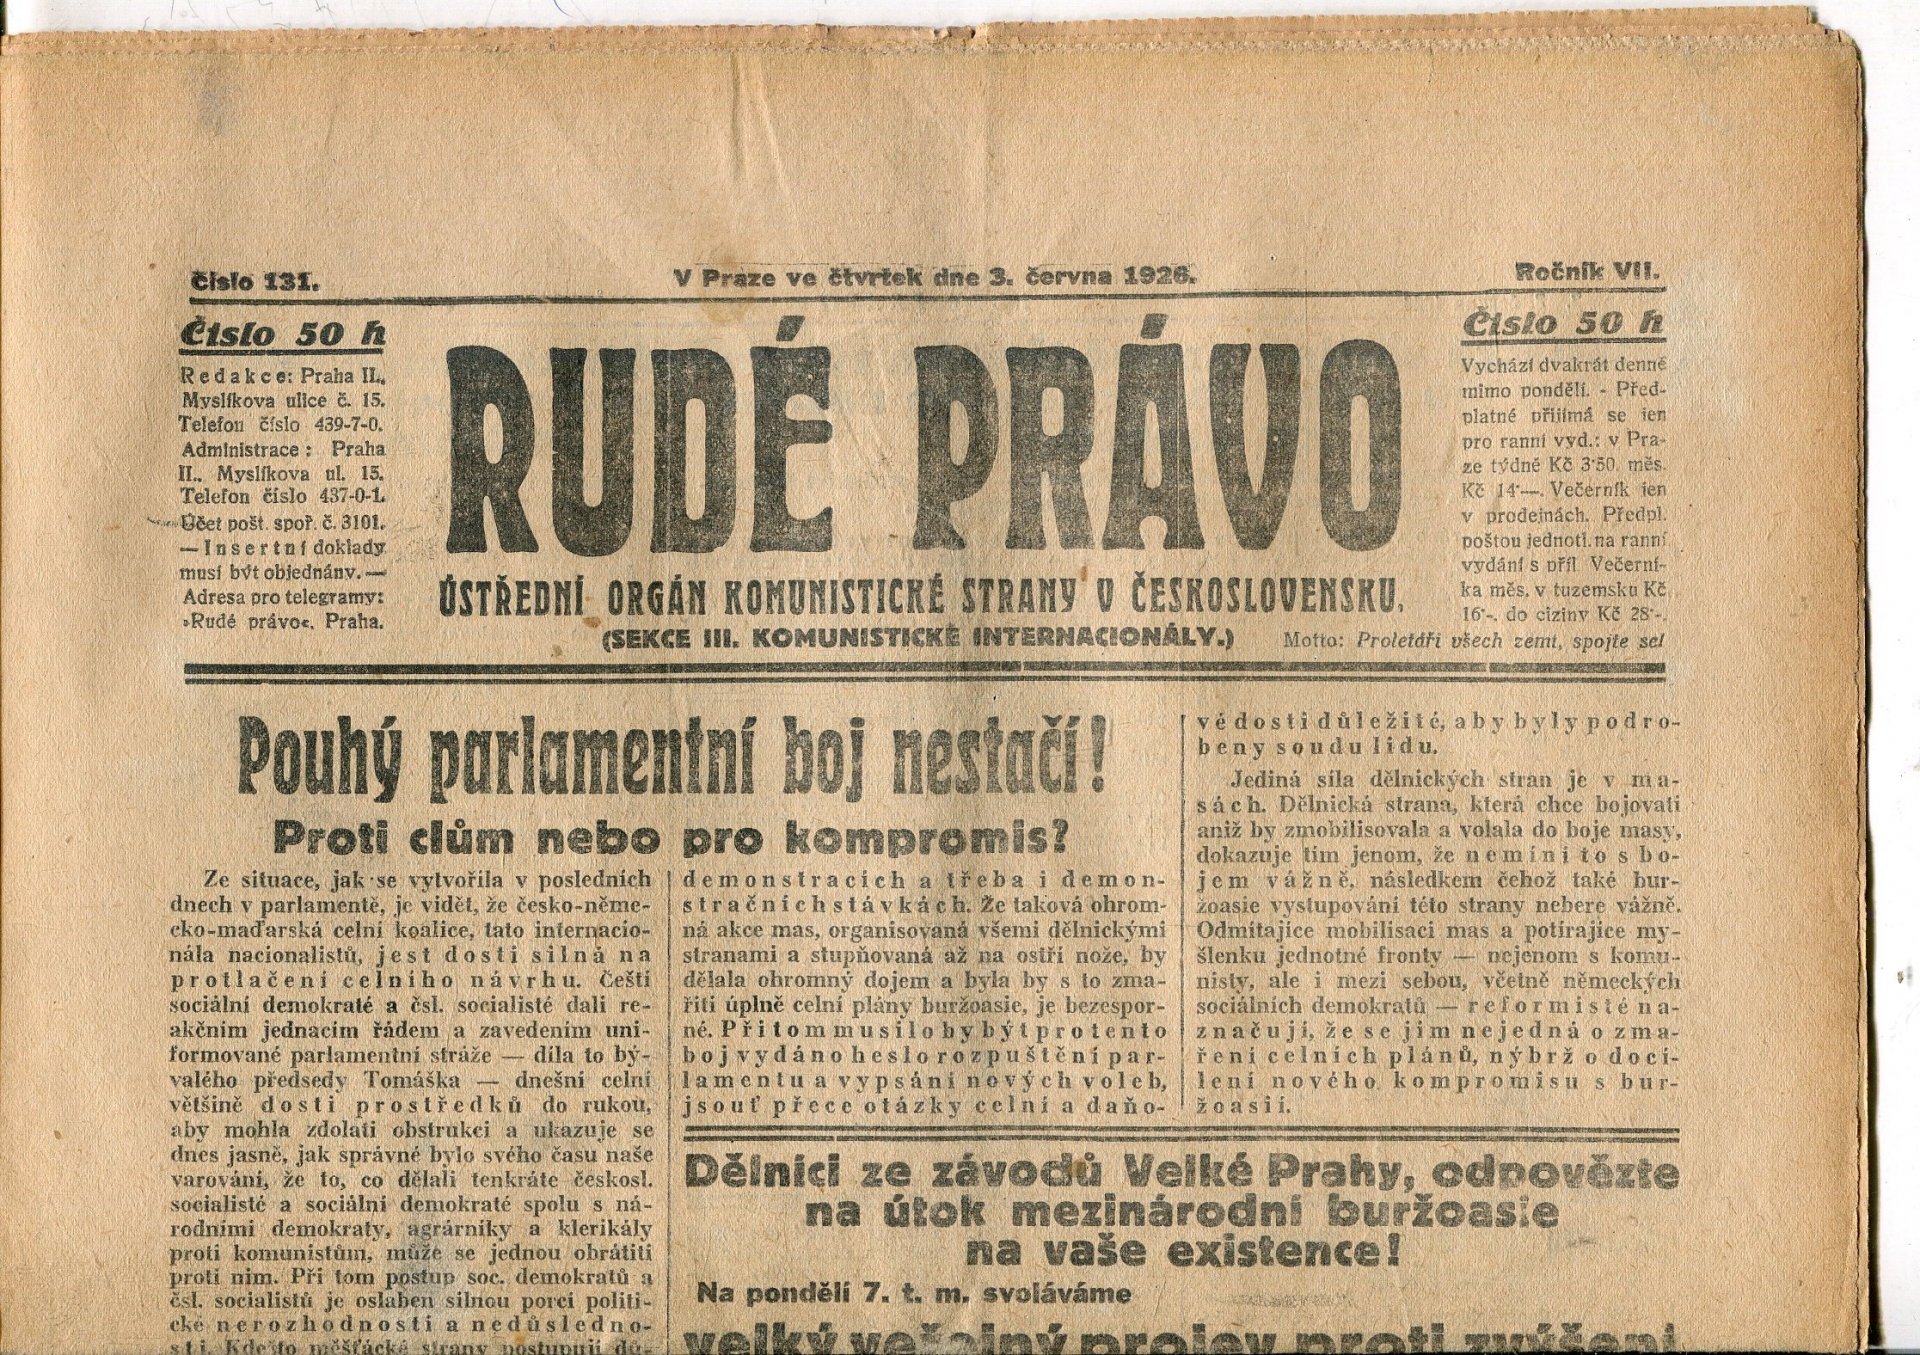 Číslo 131.
V Praze ve čtvrtek dne 3. června 1926.
Ročník VII.
Číslo 50 h
Redakce: Praha II.,
Myslíkova ulice č. 15.
Telefon číslo 439-7-0.
Administrace: Praha
II., Myslíkova ul. 15.
Telefon číslo 437-0-1.
Účet pošt. spoř. č. 3101.
— Insertní doklady
musí být objednány. —
Adresa pro telegramy:
»Rudé právo«, Praha.
RUDÉ PRÁVO
ÚSTŘEDNÍ ORGÁN KOMUNISTICKÉ STRANY V ČESKOSLOVENSKU.
(SEKCE III. KOMUNISTICKÉ INTERNACIONÁLY.)
Motto: Proletáři všech zemí, spojte se!
Číslo 50 h
Vychází dvakrát denně
mimo pondělí. - Před-
platné přijímá se jen
pro ranní vyd.: v Pra-
ze týdně Kč 3·50, měs.
Kč 14·—. Večerník jen
v prodejnách. Předpl.
poštou jednotl. na ranní
vydání s příl Večerní-
ka měs. v tuzemsku Kč
16·-, do ciziny Kč 28·-.
Pouhý parlamentní boj nestačí!
Proti clům nebo pro kompromis?
Ze situace, jak se vytvořila v posledních
dnech v parlamentě, je vidět, že česko-něme-
cko-maďarská celní koalice, tato internacio-
nála nacionalistů, jest dosti silná na
protlačení celního návrhu. Čeští
sociální demokraté a čsl. socialisté dali re-
akčním jednacím řádem a zavedením uni-
formované parlamentní stráže — díla to bý-
valého předsedy Tomáška — dnešní celní
většině dosti prostředků do rukou,
aby mohla zdolati obstrukci a ukazuje se
dnes jasně, jak správné bylo svého času naše
varování, že to, co dělali tenkráte českosl.
socialisté a sociální demokraté spolu s ná-
rodními demokraty, agrárníky a klerikály
proti komunistům, může se jednou obrátiti
proti nim. Při tom postup soc. demokratů a
čsl. socialistů je oslaben silnou porcí politi-
cké nerozhodnosti a nedůsledno-
sti. Kde to měšťácké strany postupují dů-
demonstracích a třeba i demon-
stračních stávkách. Že taková ohrom-
ná akce mas, organisovaná všemi dělnickými
stranami a stupňovaná až na ostří nože, by
dělala ohromný dojem a byla by s to zma-
řiti úplně celní plány buržoasie, je bezespor-
né. Při tom musilo by být pro tento
boj vydáno heslo rozpuštění par-
lamentu a vypsání nových voleb,
jsouť přece otázky celní a daňo-
vé dosti důležité, aby byly podro-
beny soudu lidu.
Jediná síla dělnických stran je v ma-
sách. Dělnická strana, která chce bojovati
aniž by zmobilisovala a volala do boje masy,
dokazuje tím jenom, že nemíní to s bo-
jem vážně, následkem čehož také bur-
žoasie vystupování této strany nebere vážně.
Odmítajíce mobilisaci mas a potírajíce my-
šlenku jednotné fronty — nejenom s komu-
nisty, ale i mezi sebou, včetně německých
sociálních demokratů — reformisté na-
značují, že se jim nejedná o zma-
ření celních plánů, nýbrž o docí-
lení nového kompromisu s bur-
žoasií.
Dělníci ze závodů Velké Prahy, odpovězte
na útok mezinárodní buržoasie
na vaše existence!
Na pondělí 7. t. m. svoláváme
velký veřejný projev proti zvýšení